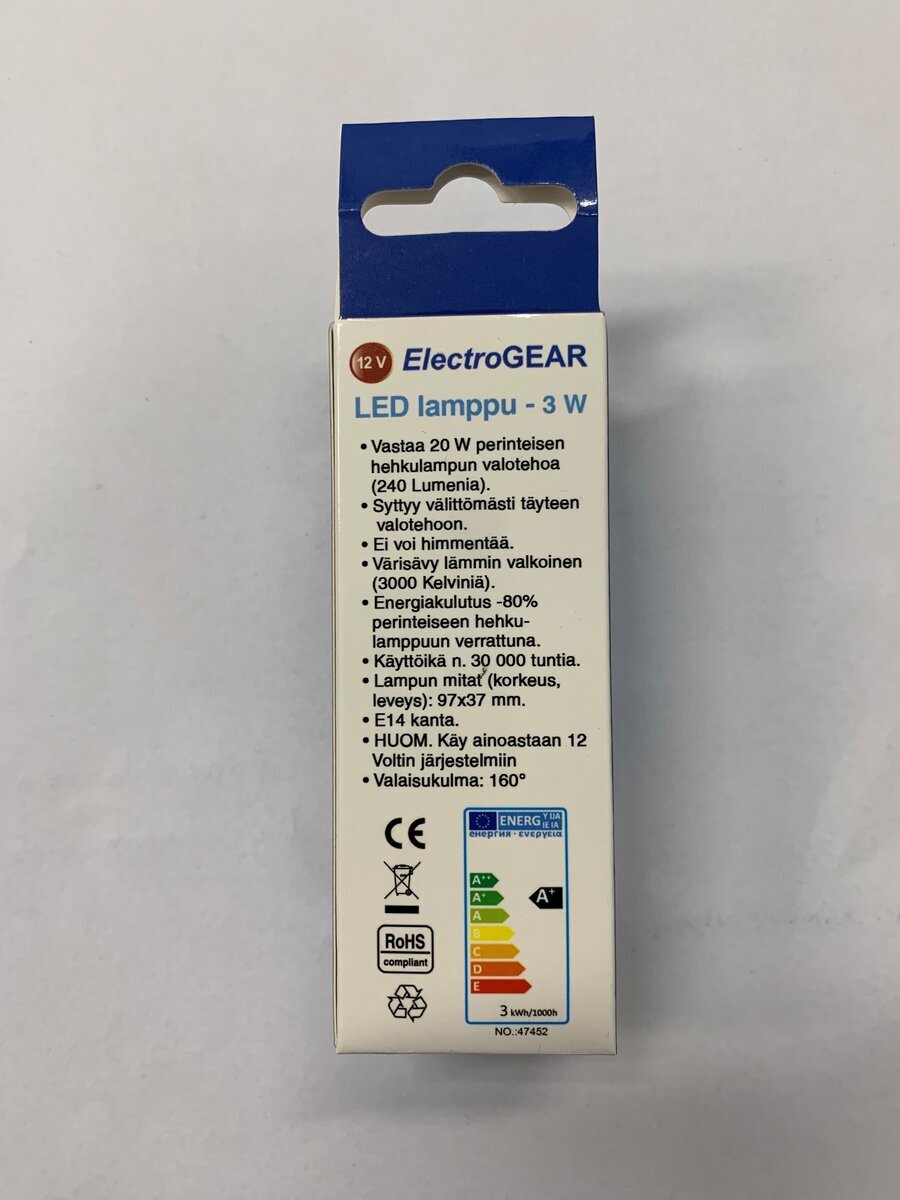 12 V ElectroGEAR
LED lamppu - 3 W
• Vastaa 20 W perinteisen
hehkulampun valotehoa
(240 Lumenia).
• Syttyy välittömästi täyteen
valotehoon.
• Ei voi himmentää.
• Värisävy lämmin valkoinen
(3000 Kelviniä).
• Energiakulutus -80%
perinteiseen hehku-
lamppuun verrattuna.
• Käyttöikä n. 30 000 tuntia.
• Lampun mitat (korkeus,
leveys): 97x37 mm.
• E14 kanta.
• HUOM. Käy ainoastaan 12
Voltin järjestelmiin
• Valaisukulma: 160°
CE
RoHS
compliant
ENERG Y IJA
IE IA
енергия · ενεργεια
A++
A+
A+
A
B
C
D
E
3 kWh/1000h
NO.:47452